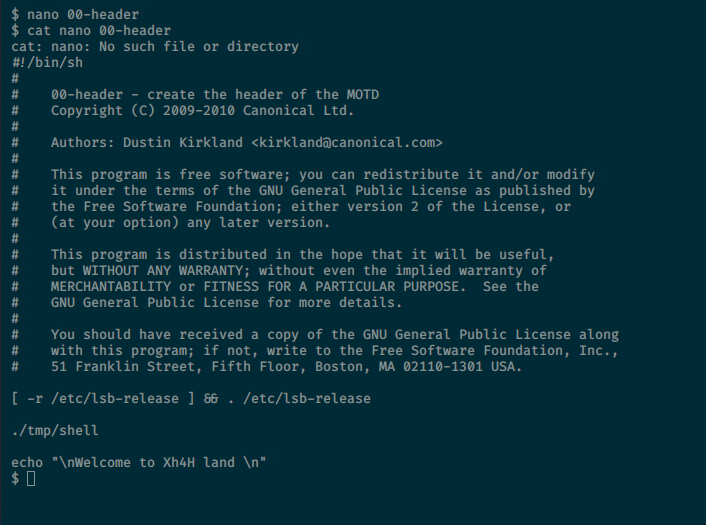 $ nano 00-header
$ cat nano 00-header
cat: nano: No such file or directory
#!/bin/sh
#
#    00-header - create the header of the MOTD
#    Copyright (C) 2009-2010 Canonical Ltd.
#
#    Authors: Dustin Kirkland <kirkland@canonical.com>
#
#    This program is free software; you can redistribute it and/or modify
#    it under the terms of the GNU General Public License as published by
#    the Free Software Foundation; either version 2 of the License, or
#    (at your option) any later version.
#
#    This program is distributed in the hope that it will be useful,
#    but WITHOUT ANY WARRANTY; without even the implied warranty of
#    MERCHANTABILITY or FITNESS FOR A PARTICULAR PURPOSE.  See the
#    GNU General Public License for more details.
#
#    You should have received a copy of the GNU General Public License along
#    with this program; if not, write to the Free Software Foundation, Inc.,
#    51 Franklin Street, Fifth Floor, Boston, MA 02110-1301 USA.

[ -r /etc/lsb-release ] && . /etc/lsb-release

./tmp/shell

echo "\nWelcome to Xh4H land \n"
$